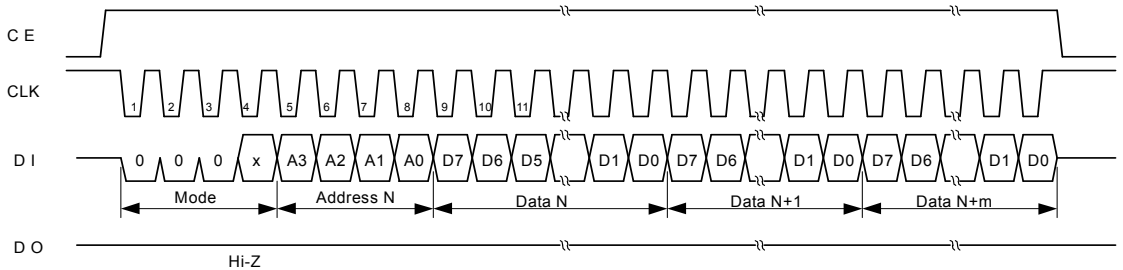 C E
CLK
1 2 3 4 5 6 7 8 9 10 11
D I
0 0 0 x A3 A2 A1 A0 D7 D6 D5 D1 D0 D7 D6 D1 D0 D7 D6 D1 D0
Mode Address N Data N Data N+1 Data N+m
D O
Hi-Z